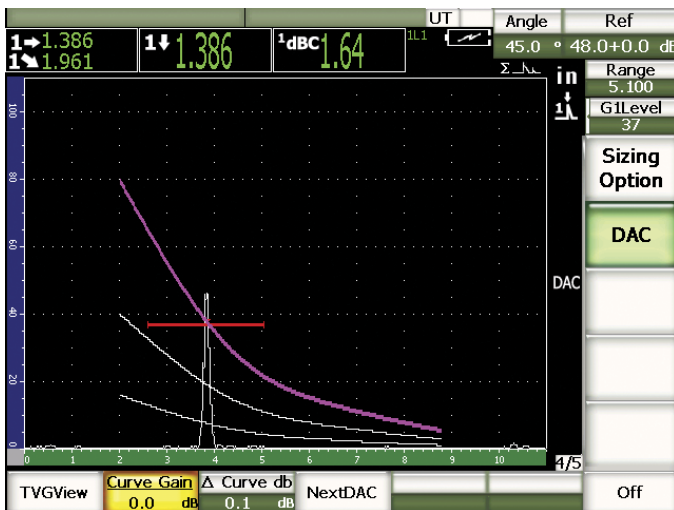 UT Angle Ref
1→1.386 1↓1.386 1dBC1.64 1L1 45.0 ° 48.0+0.0 dB
1↘1.961
Σ in Range
5.100
G1Level
37
Sizing
Option
DAC
DAC
100
80
60
40
20
0
0 1 2 3 4 5 6 7 8 9 10
4/5
TVGView Curve Gain Δ Curve db NextDAC Off
0.0 dB 0.1 dB